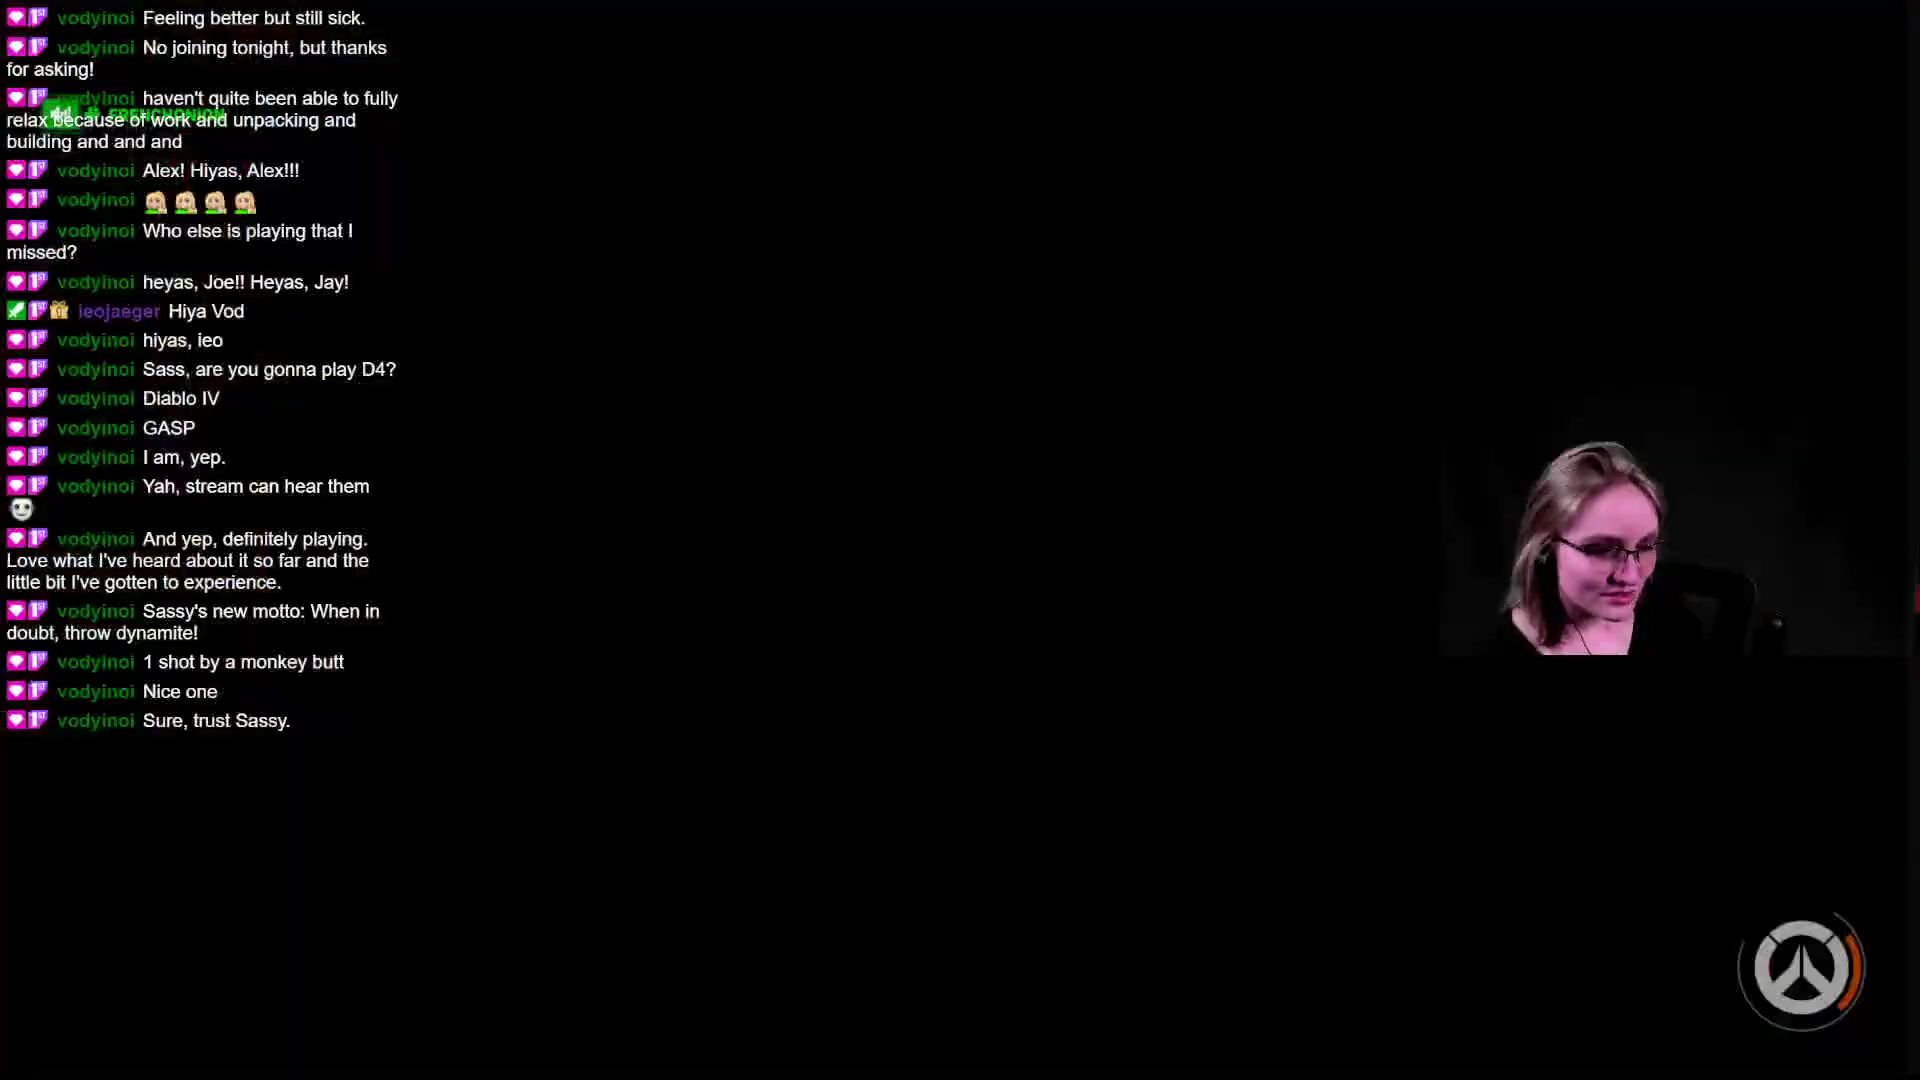 vodyinoi Feeling better but still sick.
vodyinoi No joining tonight, but thanks
for asking!
vodyinoi haven't quite been able to fully
FRENCHONION
relax because of work and unpacking and
building and and and
vodyinoi Alex! Hiyas, Alex!!!
vodyinoi
vodyinoi Who else is playing that I
missed?
vodyinoi heyas, Joe!! Heyas, Jay!
ieojaeger Hiya Vod
vodyinoi hiyas, ieo
vodyinoi Sass, are you gonna play D4?
vodyinoi Diablo IV
vodyinoi GASP
vodyinoi I am, yep.
vodyinoi Yah, stream can hear them
vodyinoi And yep, definitely playing.
Love what I've heard about it so far and the
little bit I've gotten to experience.
vodyinoi Sassy's new motto: When in
doubt, throw dynamite!
vodyinoi 1 shot by a monkey butt
vodyinoi Nice one
vodyinoi Sure, trust Sassy.